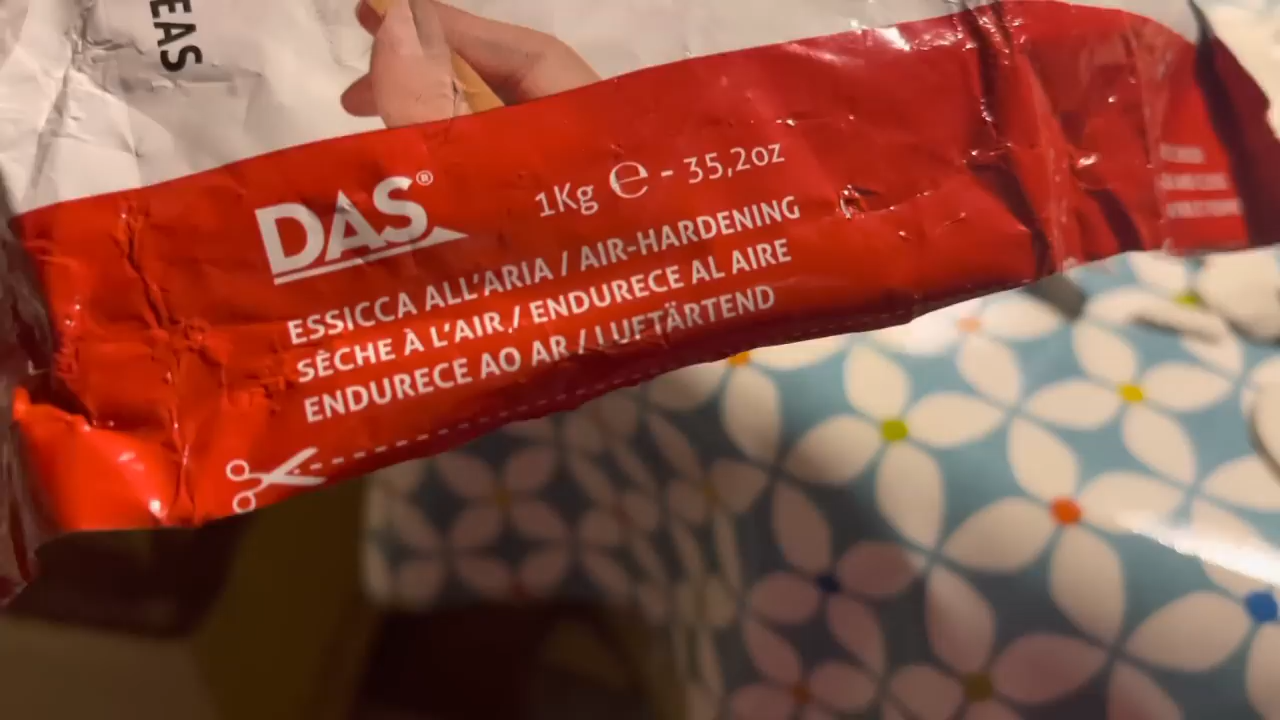 EAS
DAS®
1Kg ℮ - 35,2oz
ESSICCA ALL'ARIA / AIR-HARDENING
SÈCHE À L'AIR / ENDURECE AL AIRE
ENDURECE AO AR / LUFTÄRTEND